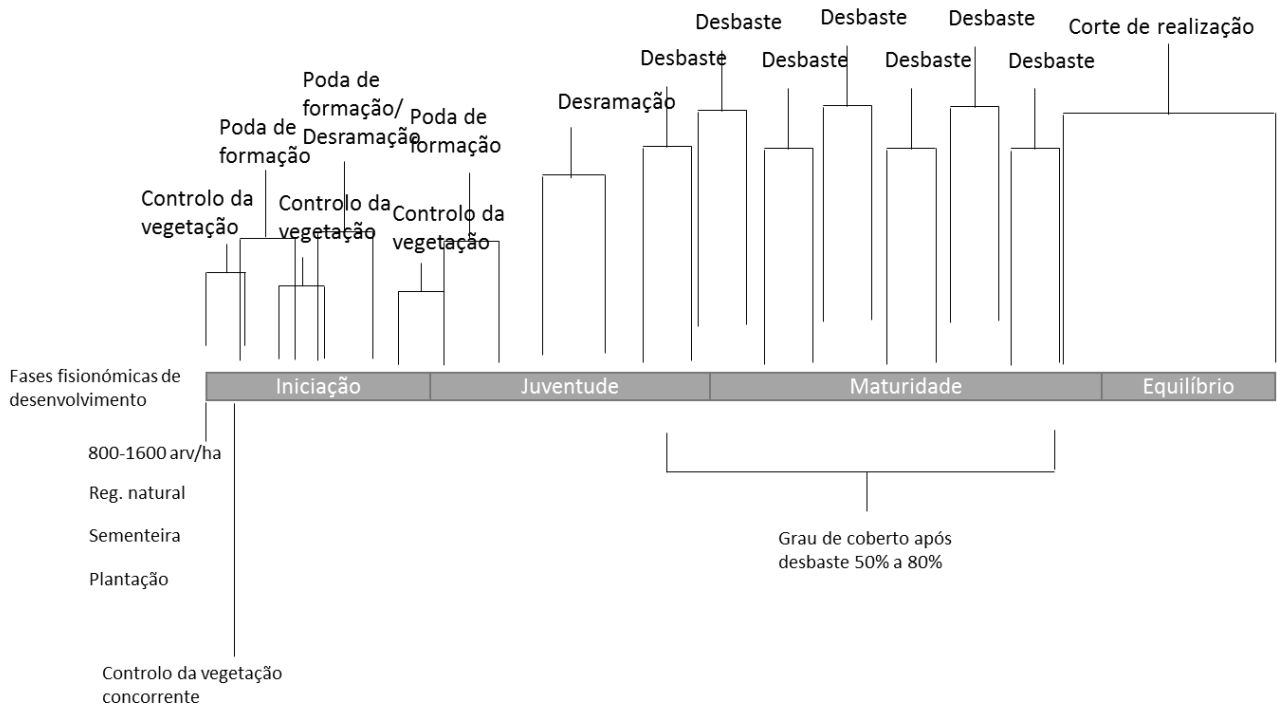 Desbaste
Desbaste
Desbaste
Corte de realização
Desbaste
Desbaste
Desbaste
Desbaste
Poda de
formação/
Desramação
Desramação
Poda de
formação
Poda de
formação
Controlo da
vegetação
Controlo da
vegetação
Controlo da
vegetação
Fases fisionómicas de
desenvolvimento
Iniciação
Juventude
Maturidade
Equilíbrio
800-1600 arv/ha
Reg. natural
Sementeira
Plantação
Grau de coberto após
desbaste 50% a 80%
Controlo da vegetação
concorrente